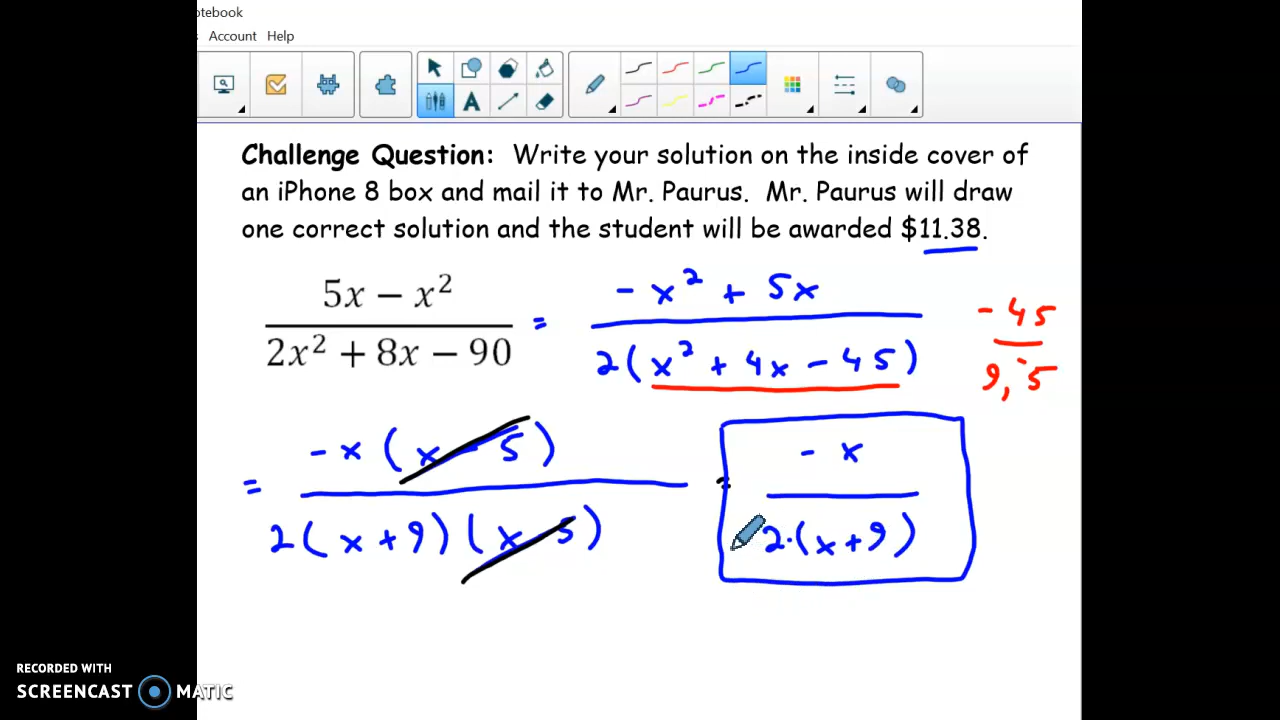 otebook
Account Help
Challenge Question: Write your solution on the inside cover of
an iPhone 8 box and mail it to Mr. Paurus. Mr. Paurus will draw
one correct solution and the student will be awarded $11.38.
5x − x²
2x² + 8x − 90
=
- x² + 5x
2(x² + 4x - 45)
- 45
9, -5
=
- x (x - 5)
2(x+9)(x-5)
=
- x
2·(x+9)
RECORDED WITH
SCREENCAST MATIC